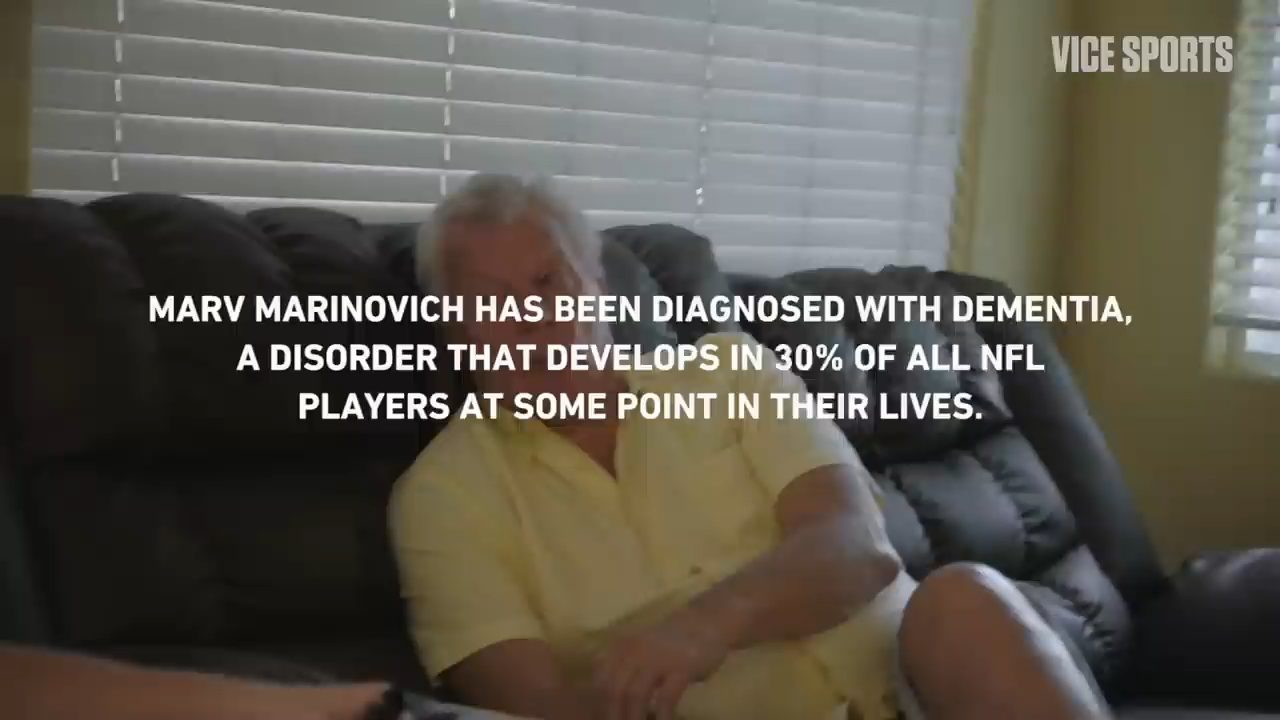 VICE SPORTS
MARV MARINOVICH HAS BEEN DIAGNOSED WITH DEMENTIA,
A DISORDER THAT DEVELOPS IN 30% OF ALL NFL
PLAYERS AT SOME POINT IN THEIR LIVES.